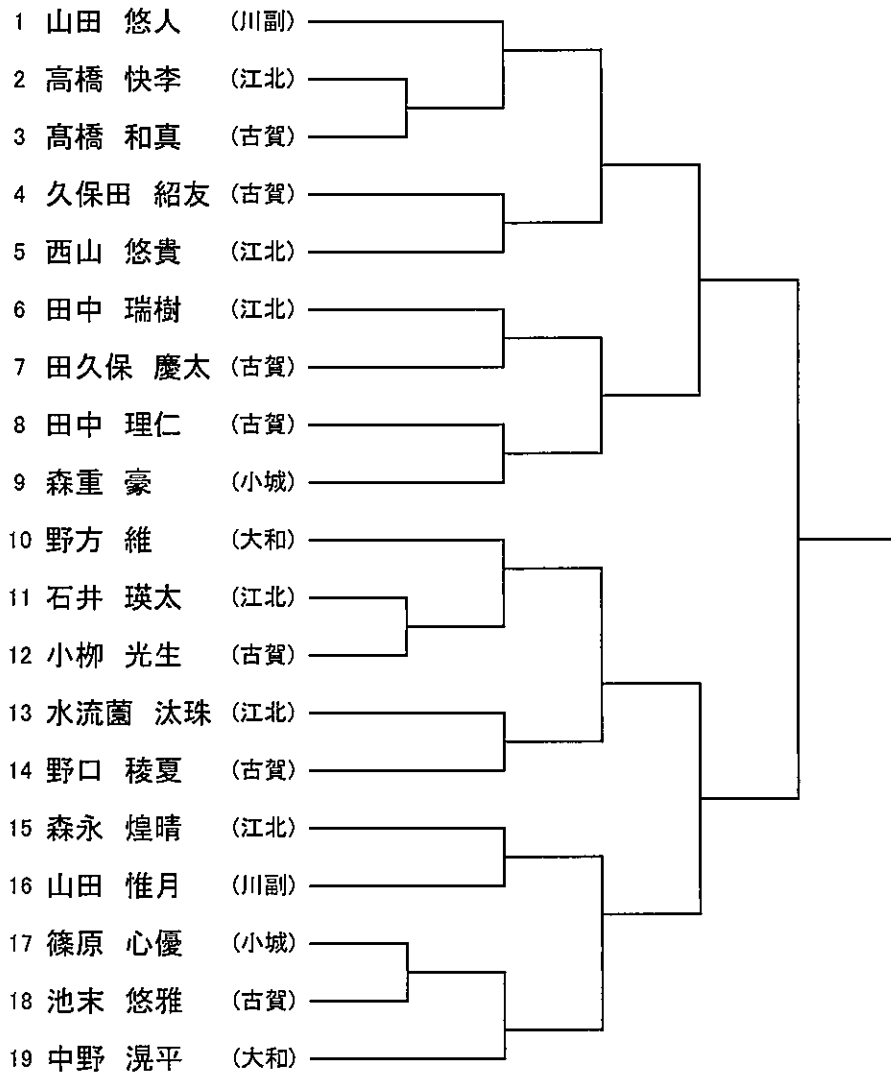 1 山田 悠人 (川副)
2 高橋 快李 (江北)
3 髙橋 和真 (古賀)
4 久保田 紹友 (古賀)
5 西山 悠貴 (江北)
6 田中 瑞樹 (江北)
7 田久保 慶太 (古賀)
8 田中 理仁 (古賀)
9 森重 豪 (小城)
10 野方 維 (大和)
11 石井 瑛太 (江北)
12 小栁 光生 (古賀)
13 水流薗 汰珠 (江北)
14 野口 稜夏 (古賀)
15 森永 煌晴 (江北)
16 山田 惟月 (川副)
17 篠原 心優 (小城)
18 池末 悠雅 (古賀)
19 中野 滉平 (大和)